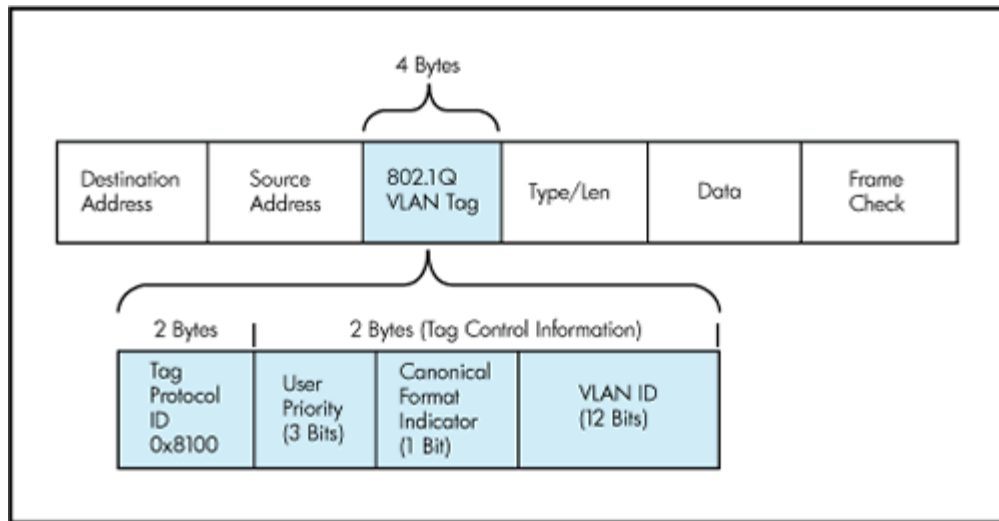 4 Bytes
Destination
Address
Source
Address
802.1Q
VLAN Tag
Type/Len
Data
Frame
Check
2 Bytes
2 Bytes (Tag Control Information)
Tag
Protocol
ID
0x8100
User
Priority
(3 Bits)
Canonical
Format
Indicator
(1 Bit)
VLAN ID
(12 Bits)